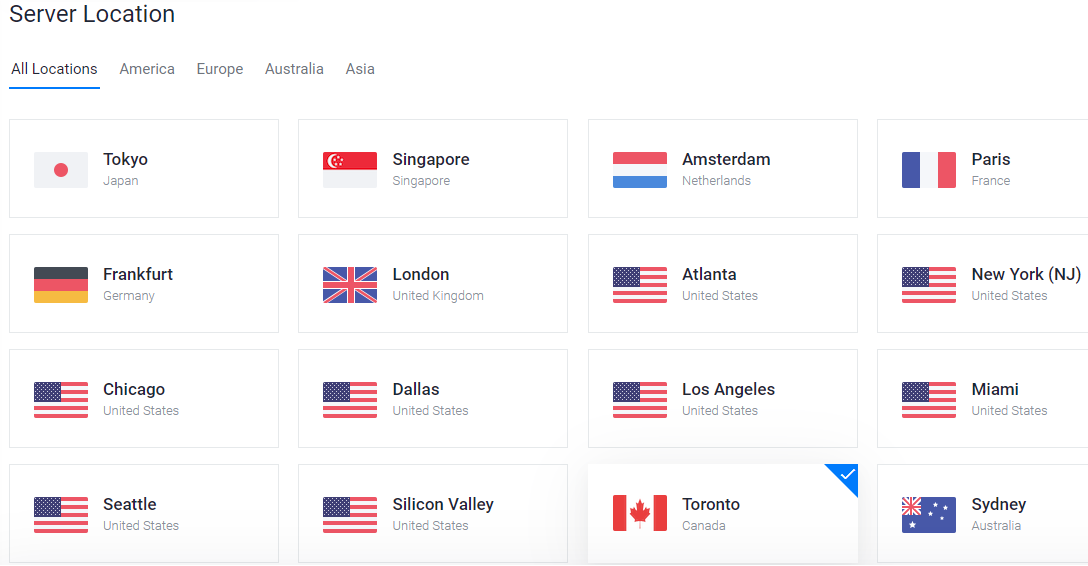 Server Location
All Locations America Europe Australia Asia
Tokyo
Japan
Singapore
Singapore
Amsterdam
Netherlands
Paris
France
Frankfurt
Germany
London
United Kingdom
Atlanta
United States
New York (NJ)
United States
Chicago
United States
Dallas
United States
Los Angeles
United States
Miami
United States
Seattle
United States
Silicon Valley
United States
Toronto
Canada
Sydney
Australia